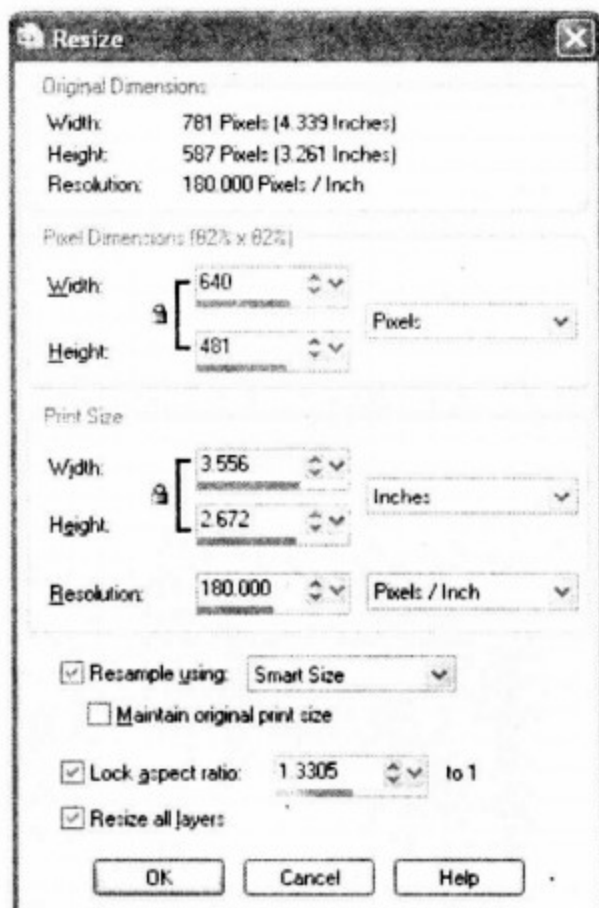 Resize
Original Dimensions
Width: 781 Pixels (4.339 Inches)
Height: 587 Pixels (3.261 Inches)
Resolution: 180.000 Pixels / Inch
Pixel Dimensions (82% x 82%)
Width: 640
Pixels
Height: 481
Print Size
Width: 3.556
Inches
Height: 2.672
Resolution: 180.000 Pixels / Inch
Resample using: Smart Size
Maintain original print size
Lock aspect ratio: 1.3305 to 1
Resize all layers
OK Cancel Help